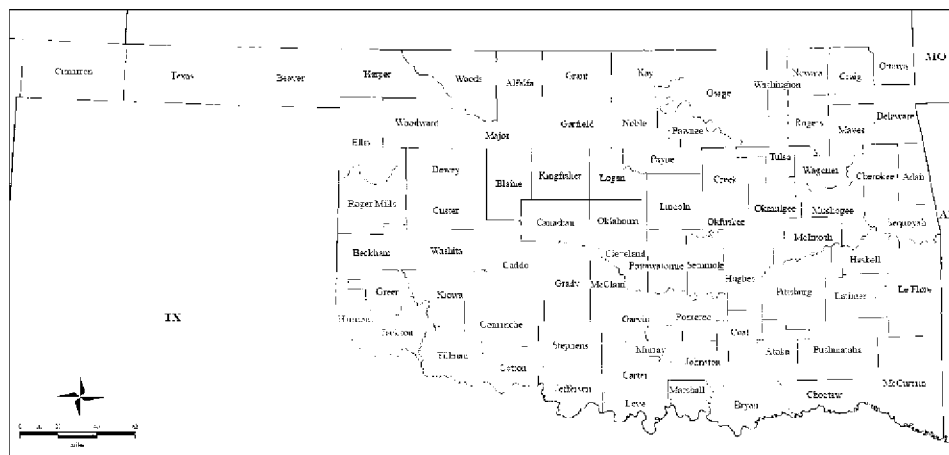 MO
Cimarron
Texas
Beaver
Harper
Woods
Alfalfa
Grant
Kay
Osage
Washington
Nowata
Craig
Ottawa
Woodward
Major
Garfield
Noble
Pawnee
Rogers
Mayes
Delaware
Ellis
Dewey
Blaine
Kingfisher
Logan
Payne
Creek
Tulsa
Wagoner
Cherokee
Adair
Roger Mills
Custer
Canadian
Oklahoma
Lincoln
Okfuskee
Okmulgee
Muskogee
Sequoyah
Beckham
Washita
Caddo
Cleveland
Pottawatomie
Seminole
Hughes
McIntosh
Haskell
Greer
Kiowa
Grady
McClain
Pittsburg
Latimer
Le Flore
Harmon
Jackson
Comanche
Garvin
Pontotoc
Coal
TX
Tillman
Cotton
Stephens
Murray
Johnston
Atoka
Pushmataha
Jefferson
Carter
Love
Marshall
Bryan
Choctaw
McCurtain
miles